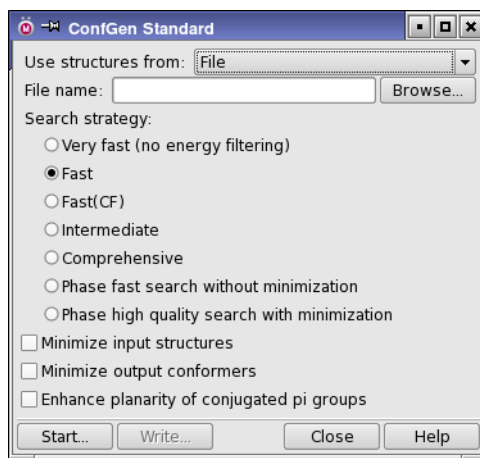 ConfGen Standard
Use structures from: File
File name: Browse...
Search strategy:
Very fast (no energy filtering)
Fast
Fast(CF)
Intermediate
Comprehensive
Phase fast search without minimization
Phase high quality search with minimization
Minimize input structures
Minimize output conformers
Enhance planarity of conjugated pi groups
Start... Write... Close Help